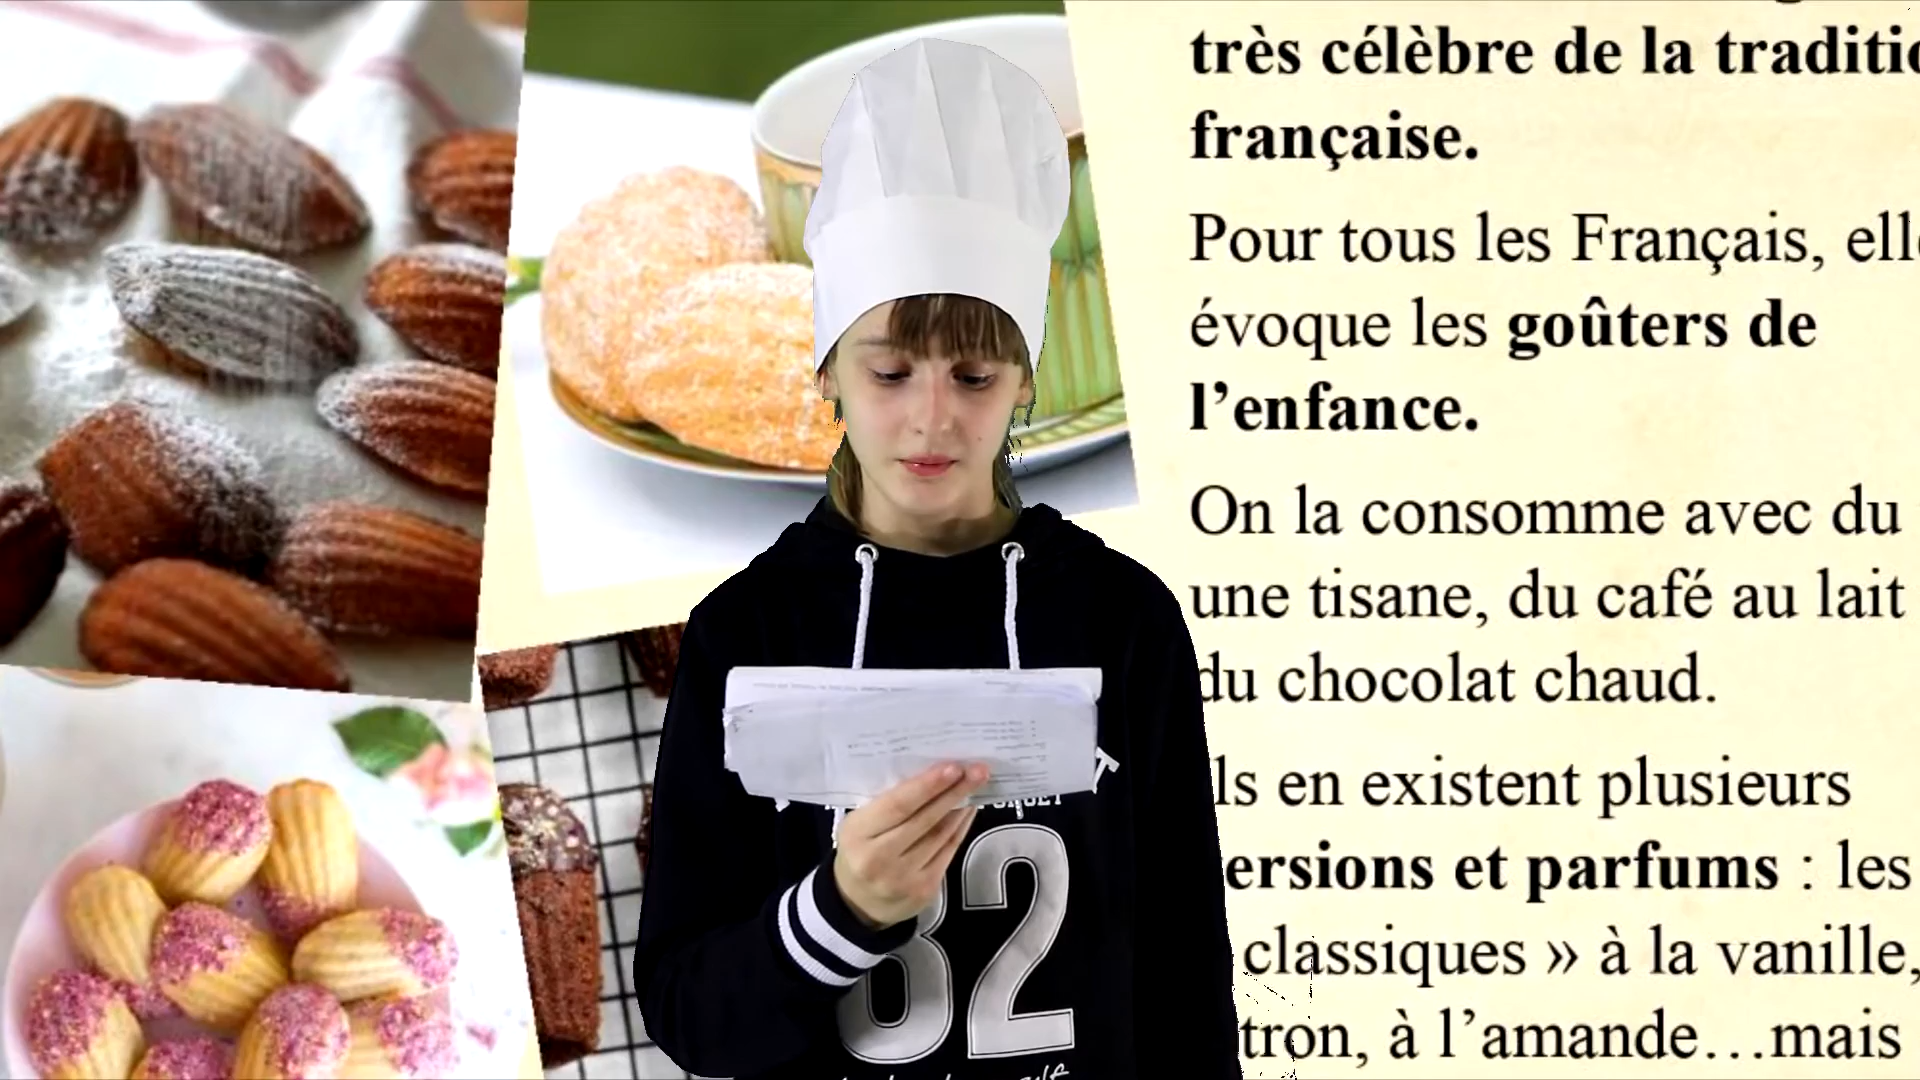 très célèbre de la traditio
française.
Pour tous les Français, elle
évoque les goûters de
l’enfance.
On la consomme avec du
une tisane, du café au lait
du chocolat chaud.
ls en existent plusieurs
ersions et parfums : les
classiques » à la vanille,
tron, à l’amande…mais
82